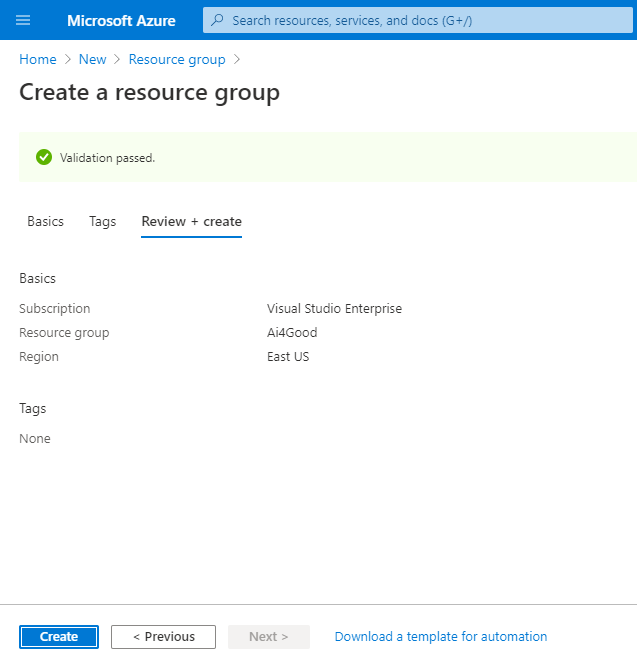 Microsoft Azure
Search resources, services, and docs (G+/)
Home > New > Resource group >
Create a resource group
Validation passed.
Basics Tags Review + create
Basics
Subscription Visual Studio Enterprise
Resource group Ai4Good
Region East US
Tags
None
Create < Previous Next > Download a template for automation